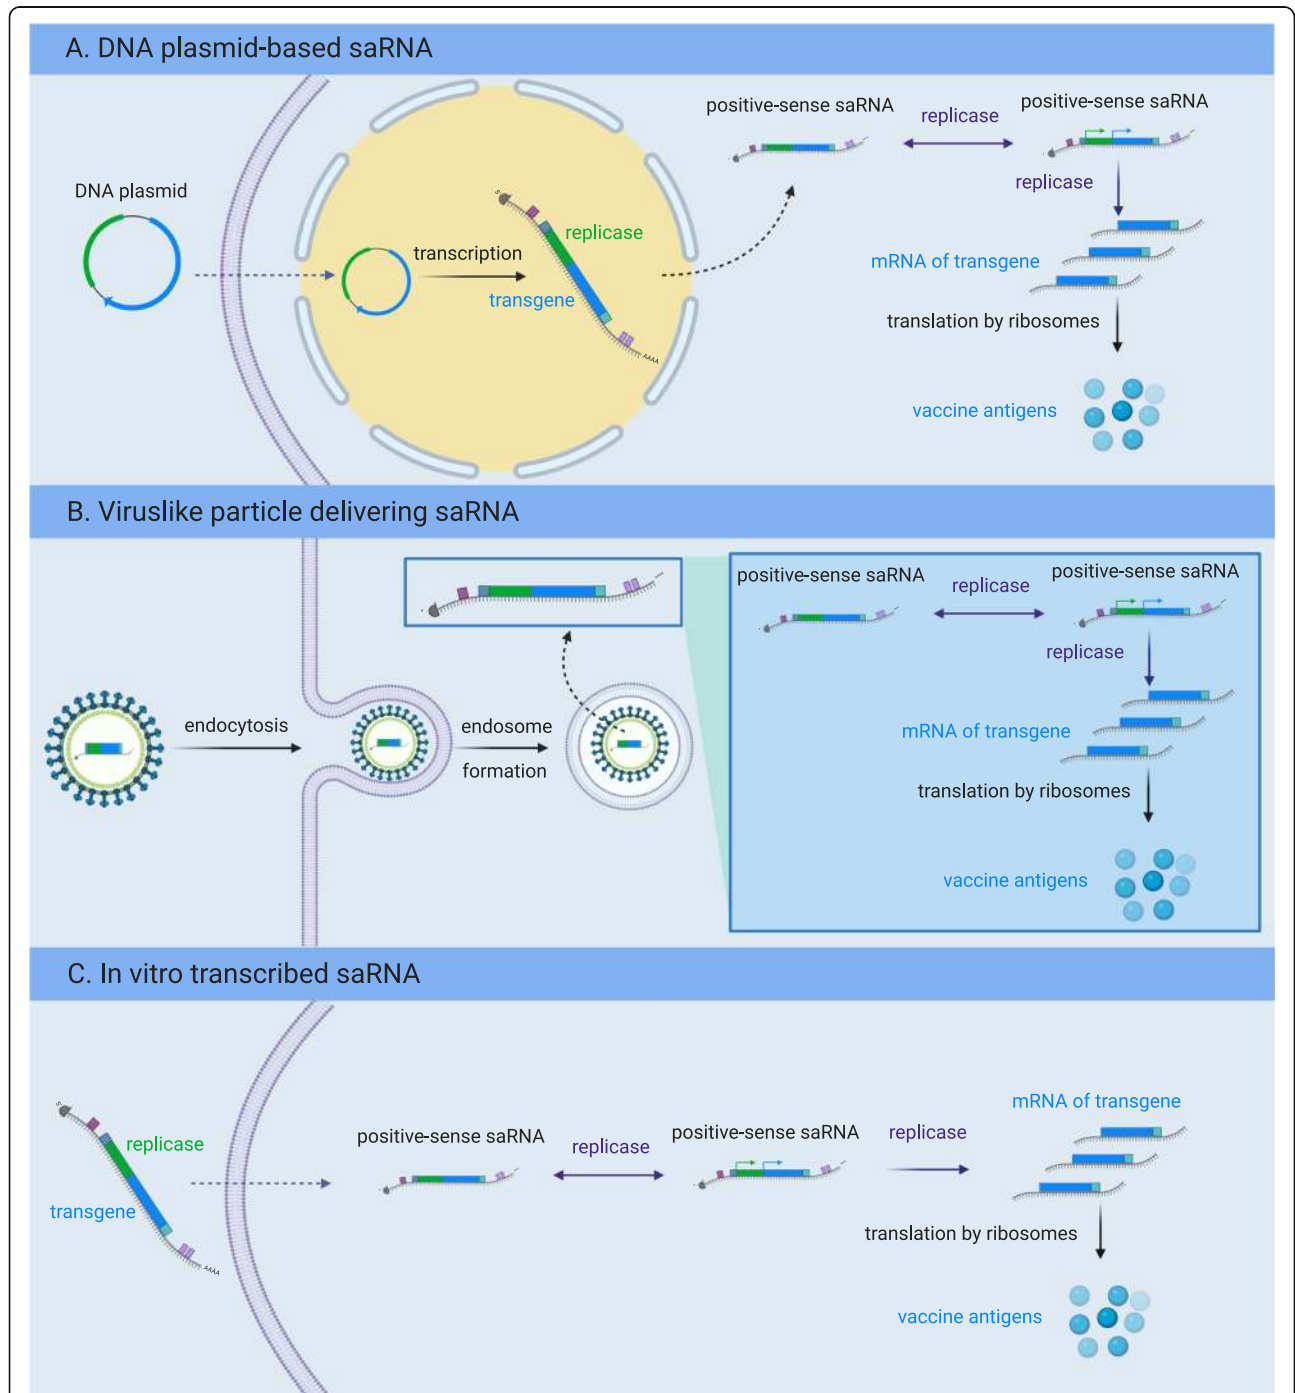 A. DNA plasmid-based saRNA
positive-sense saRNA
replicase
positive-sense saRNA
DNA plasmid
replicase
transcription
replicase
transgene
AAAA
mRNA of transgene
translation by ribosomes
vaccine antigens
B. Viruslike particle delivering saRNA
positive-sense saRNA
replicase
positive-sense saRNA
replicase
endocytosis
endosome
formation
mRNA of transgene
translation by ribosomes
vaccine antigens
C. In vitro transcribed saRNA
replicase
transgene
AAAA
positive-sense saRNA
replicase
positive-sense saRNA
replicase
mRNA of transgene
translation by ribosomes
vaccine antigens